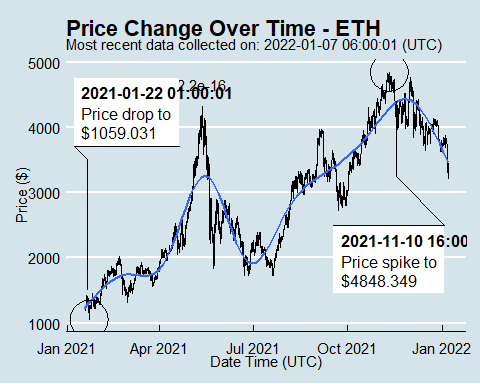 Price Change Over Time - ETH
Most recent data collected on: 2022-01-07 06:00:01 (UTC)
5000
4000
3000
2000
1000
Price ($)
2.2e-16
2021-01-22 01:00:01
Price drop to
$1059.031
2021-11-10 16:00
Price spike to
$4848.349
Jan 2021
Apr 2021
Jul 2021
Oct 2021
Jan 2022
Date Time (UTC)